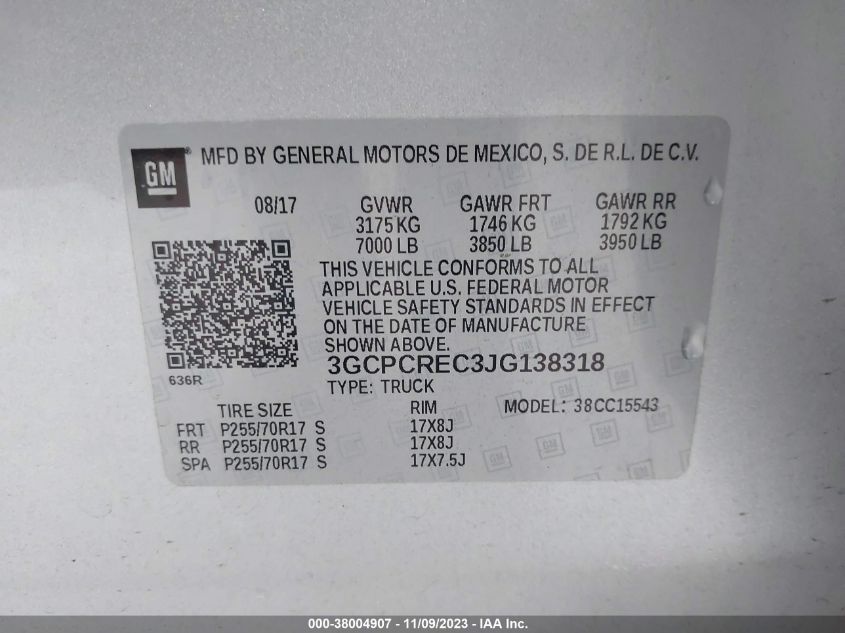 GM® MFD BY GENERAL MOTORS DE MEXICO, S. DE R.L. DE C.V.
08/17 GVWR GAWR FRT GAWR RR
3175 KG 1746 KG 1792 KG
7000 LB 3850 LB 3950 LB
THIS VEHICLE CONFORMS TO ALL
APPLICABLE U.S. FEDERAL MOTOR
VEHICLE SAFETY STANDARDS IN EFFECT
ON THE DATE OF MANUFACTURE
SHOWN ABOVE.
3GCPCREC3JG138318
636R
TYPE: TRUCK
TIRE SIZE RIM MODEL: 38CC15543
FRT P255/70R17 S 17X8J
RR P255/70R17 S 17X8J
SPA P255/70R17 S 17X7.5J
000-38004907 - 11/09/2023 - IAA Inc.